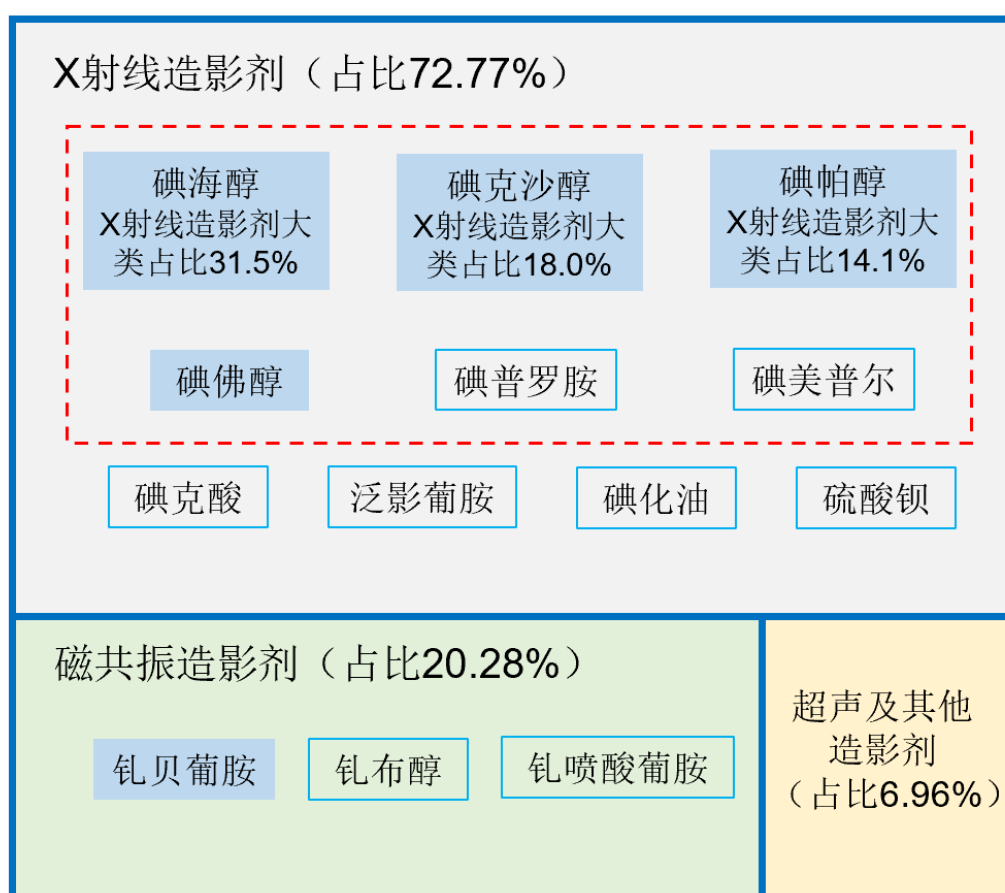 X射线造影剂（占比72.77%）
碘海醇
X射线造影剂大
类占比31.5%
碘克沙醇
X射线造影剂大
类占比18.0%
碘帕醇
X射线造影剂大
类占比14.1%
碘佛醇
碘普罗胺
碘美普尔
碘克酸
泛影葡胺
碘化油
硫酸钡
磁共振造影剂（占比20.28%）
钆贝葡胺
钆布醇
钆喷酸葡胺
超声及其他
造影剂
（占比6.96%）